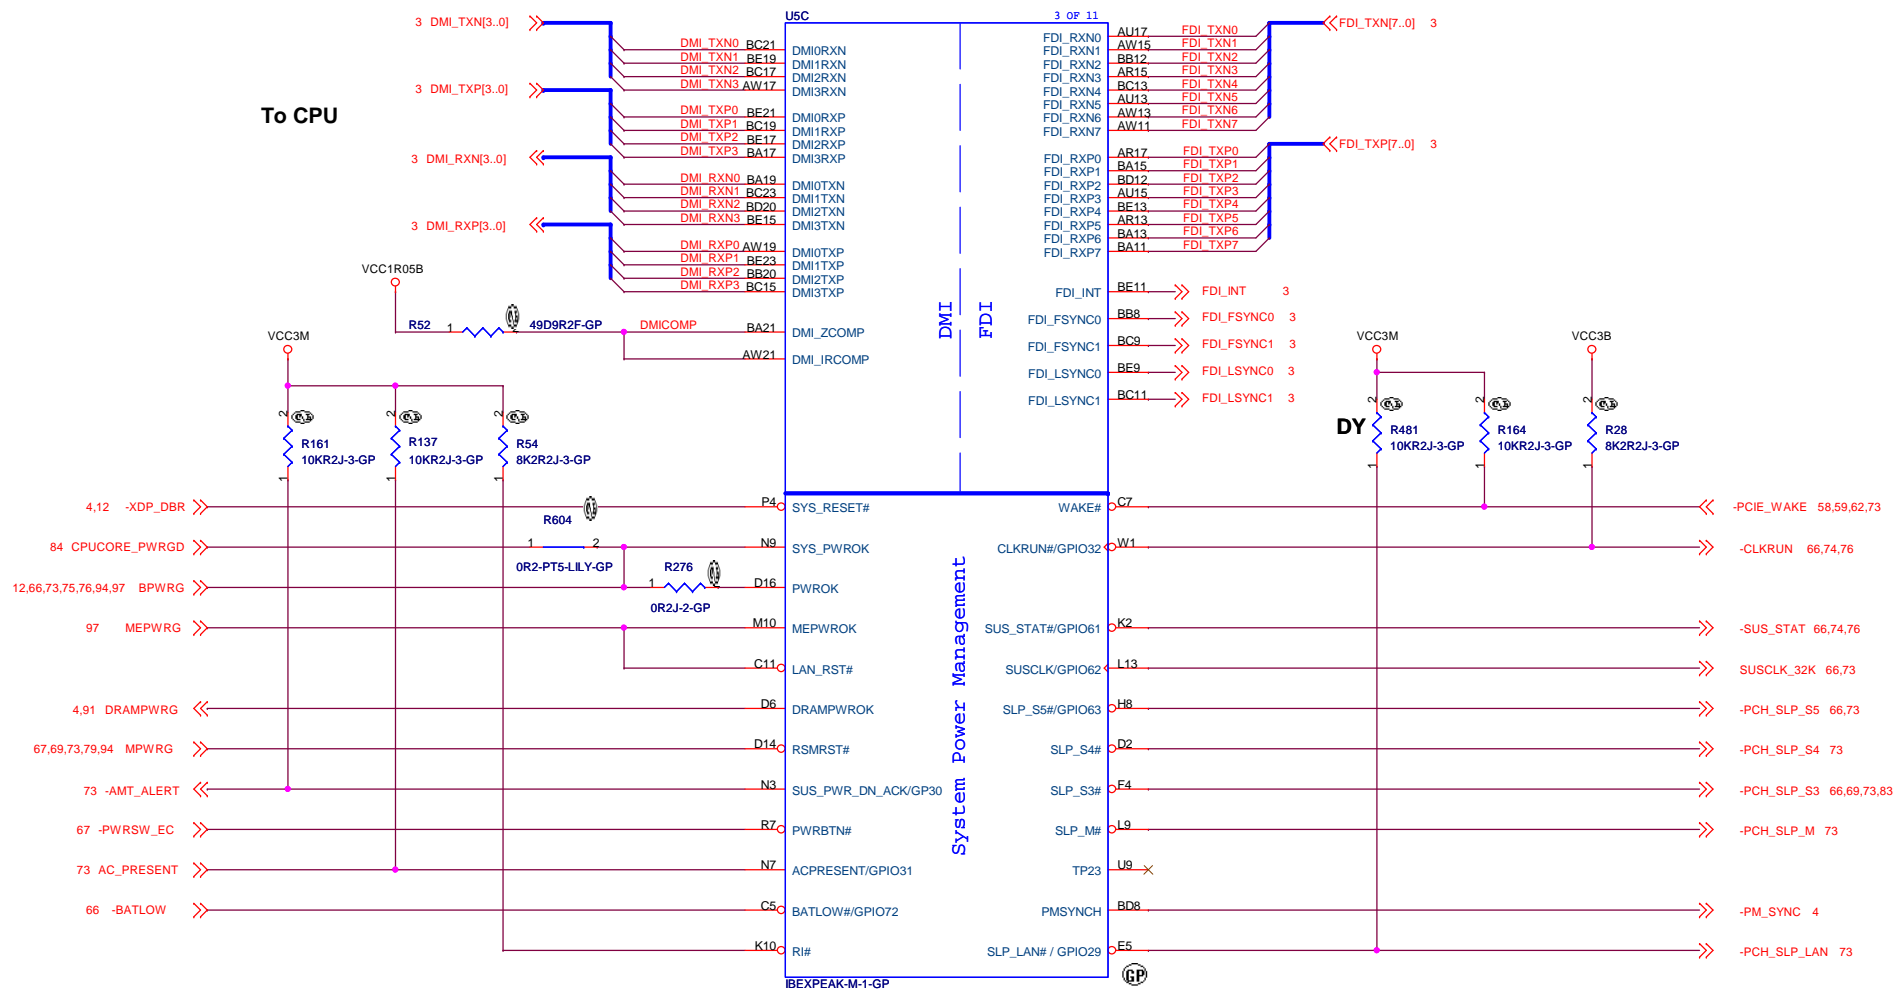 U5C
3 OF 11
3 DMI_TXN[3..0]
DMI_TXN0 BC21 DMI0RXN
DMI_TXN1 BE19 DMI1RXN
DMI_TXN2 BC17 DMI2RXN
DMI_TXN3 AW17 DMI3RXN
3 DMI_TXP[3..0]
To CPU
DMI_TXP0 BE21 DMI0RXP
DMI_TXP1 BC19 DMI1RXP
DMI_TXP2 BE17 DMI2RXP
DMI_TXP3 BA17 DMI3RXP
3 DMI_RXN[3..0]
DMI_RXN0 BA19 DMI0TXN
DMI_RXN1 BC23 DMI1TXN
DMI_RXN2 BD20 DMI2TXN
DMI_RXN3 BE15 DMI3TXN
3 DMI_RXP[3..0]
DMI_RXP0 AW19 DMI0TXP
DMI_RXP1 BE23 DMI1TXP
DMI_RXP2 BB20 DMI2TXP
DMI_RXP3 BC15 DMI3TXP
VCC1R05B
R52 1 2 49D9R2F-GP DMICOMP BA21 DMI_ZCOMP
AW21 DMI_IRCOMP
DMI
FDI
FDI_RXN0 AU17 FDI_TXN0
FDI_RXN1 AW15 FDI_TXN1
FDI_RXN2 BB12 FDI_TXN2
FDI_RXN3 AR15 FDI_TXN3
FDI_RXN4 BC13 FDI_TXN4
FDI_RXN5 AU13 FDI_TXN5
FDI_RXN6 AW13 FDI_TXN6
FDI_RXN7 AW11 FDI_TXN7
FDI_TXN[7..0] 3
FDI_RXP0 AR17 FDI_TXP0
FDI_RXP1 BA15 FDI_TXP1
FDI_RXP2 BD12 FDI_TXP2
FDI_RXP3 AU15 FDI_TXP3
FDI_RXP4 BE13 FDI_TXP4
FDI_RXP5 AR13 FDI_TXP5
FDI_RXP6 BA13 FDI_TXP6
FDI_RXP7 BA11 FDI_TXP7
FDI_TXP[7..0] 3
FDI_INT BE11 FDI_INT 3
FDI_FSYNC0 BB8 FDI_FSYNC0 3
FDI_FSYNC1 BC9 FDI_FSYNC1 3
FDI_LSYNC0 BE9 FDI_LSYNC0 3
FDI_LSYNC1 BC11 FDI_LSYNC1 3
VCC3M
2 R161 10KR2J-3-GP 1
2 R137 10KR2J-3-GP 1
2 R54 8K2R2J-3-GP 1
VCC3M
VCC3B
DY
2 R481 10KR2J-3-GP 1
2 R164 10KR2J-3-GP 1
2 R28 8K2R2J-3-GP 1
System Power Management
4,12 -XDP_DBR P4 SYS_RESET#
R604
84 CPUCORE_PWRGD 1 2 N9 SYS_PWROK
0R2-PT5-LILY-GP
R276
12,66,73,75,76,94,97 BPWRG 1 2 D16 PWROK
0R2J-2-GP
97 MEPWRG M10 MEPWROK
C11 LAN_RST#
4,91 DRAMPWRG D6 DRAMPWROK
67,69,73,79,94 MPWRG D14 RSMRST#
73 -AMT_ALERT N3 SUS_PWR_DN_ACK/GP30
67 -PWRSW_EC R7 PWRBTN#
73 AC_PRESENT N7 ACPRESENT/GPIO31
66 -BATLOW C5 BATLOW#/GPIO72
K10 RI#
WAKE# C7 -PCIE_WAKE 58,59,62,73
CLKRUN#/GPIO32 W1 -CLKRUN 66,74,76
SUS_STAT#/GPIO61 K2 -SUS_STAT 66,74,76
SUSCLK/GPIO62 L13 SUSCLK_32K 66,73
SLP_S5#/GPIO63 H8 -PCH_SLP_S5 66,73
SLP_S4# D2 -PCH_SLP_S4 73
SLP_S3# F4 -PCH_SLP_S3 66,69,73,83
SLP_M# L9 -PCH_SLP_M 73
TP23 U9
PMSYNCH BD8 -PM_SYNC 4
SLP_LAN# / GPIO29 E5 -PCH_SLP_LAN 73
GP
IBEXPEAK-M-1-GP